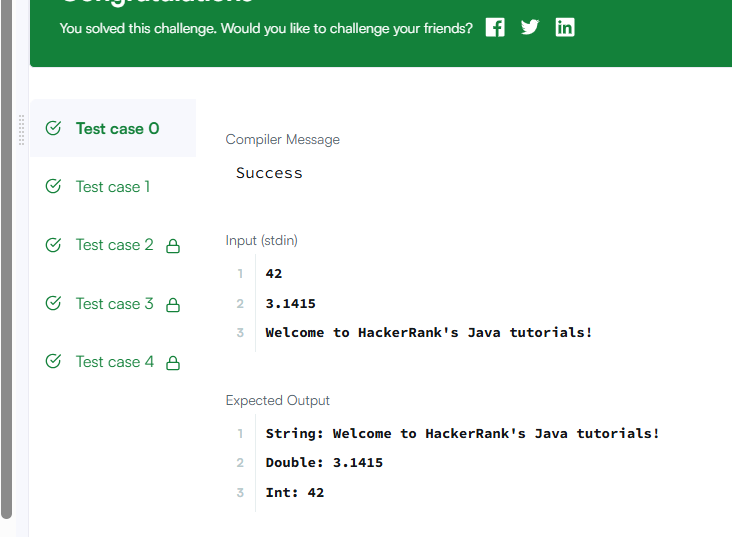 Congratulations
You solved this challenge. Would you like to challenge your friends?
Test case 0
Test case 1
Test case 2
Test case 3
Test case 4
Compiler Message
Success
Input (stdin)
1 42
2 3.1415
3 Welcome to HackerRank's Java tutorials!
Expected Output
1 String: Welcome to HackerRank's Java tutorials!
2 Double: 3.1415
3 Int: 42